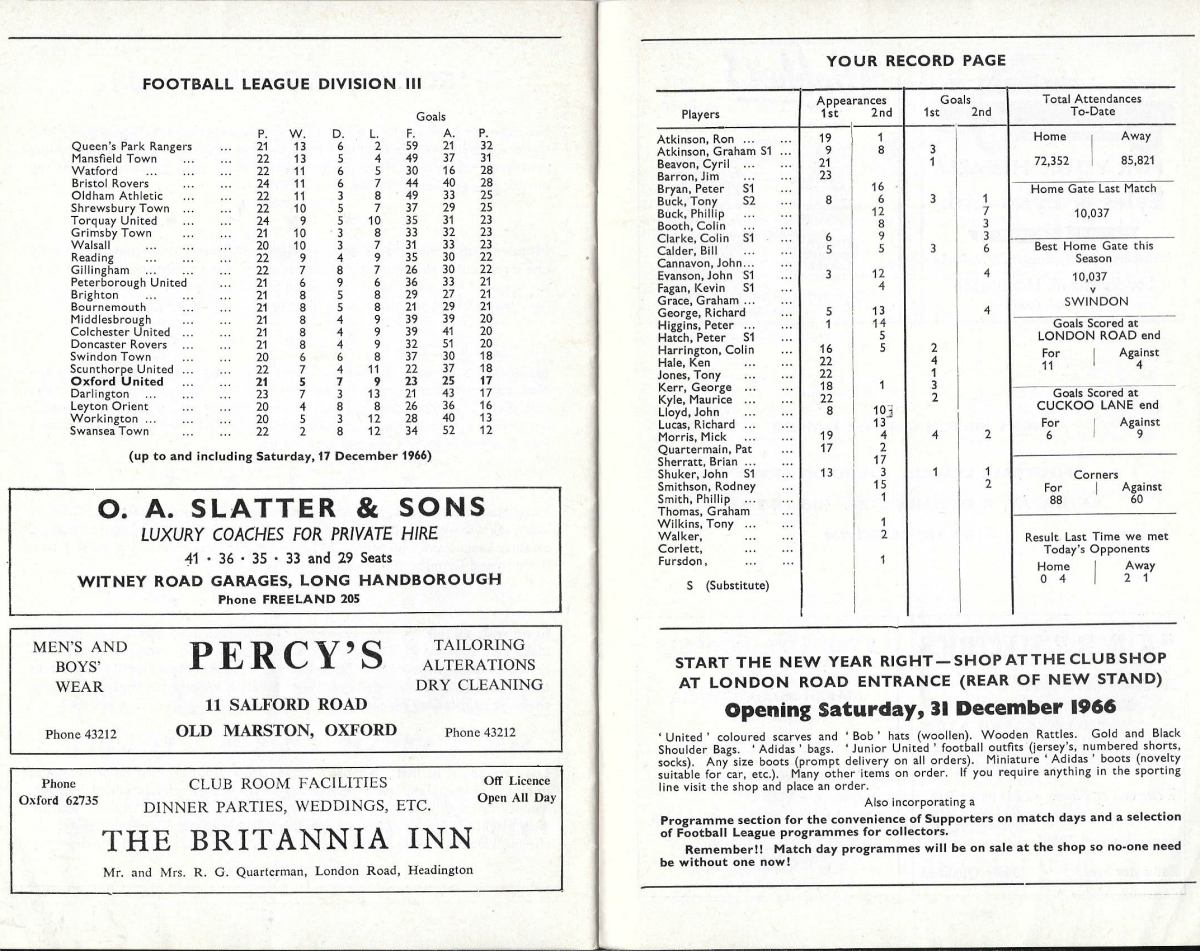 FOOTBALL LEAGUE DIVISION III
Goals
P. W. D. L. F. A. P.
Queen's Park Rangers ... 21 13 6 2 59 21 32
Mansfield Town ... ... 22 13 5 4 49 37 31
Watford ... ... ... 22 11 6 5 30 16 28
Bristol Rovers ... ... 24 11 6 7 44 40 28
Oldham Athletic ... ... 22 11 3 8 49 33 25
Shrewsbury Town ... ... 22 10 5 7 37 29 25
Torquay United ... ... 24 9 5 10 35 31 23
Grimsby Town ... ... 21 10 3 8 33 32 23
Walsall ... ... ... 20 10 3 7 31 33 23
Reading ... ... ... 22 9 4 9 35 30 22
Gillingham ... ... ... 22 7 8 7 26 30 22
Peterborough United ... 21 6 9 6 36 33 21
Brighton ... ... ... 21 8 5 8 29 27 21
Bournemouth ... ... 21 8 5 8 21 29 21
Middlesbrough ... ... 21 8 4 9 39 39 20
Colchester United ... ... 21 8 4 9 39 41 20
Doncaster Rovers ... ... 21 8 4 9 32 51 20
Swindon Town ... ... 20 6 6 8 37 30 18
Scunthorpe United ... ... 22 7 4 11 22 37 18
Oxford United ... ... 21 5 7 9 23 25 17
Darlington ... ... ... 23 7 3 13 21 43 17
Leyton Orient ... ... 20 4 8 8 26 36 16
Workington ... ... ... 20 5 3 12 28 40 13
Swansea Town ... ... 22 2 8 12 34 52 12
(up to and including Saturday, 17 December 1966)
O. A. SLATTER & SONS
LUXURY COACHES FOR PRIVATE HIRE
41 · 36 · 35 · 33 and 29 Seats
WITNEY ROAD GARAGES, LONG HANDBOROUGH
Phone FREELAND 205
MEN'S AND
BOYS'
WEAR
Phone 43212
PERCY'S
11 SALFORD ROAD
OLD MARSTON, OXFORD
TAILORING
ALTERATIONS
DRY CLEANING
Phone 43212
Phone
Oxford 62735
CLUB ROOM FACILITIES
DINNER PARTIES, WEDDINGS, ETC.
Off Licence
Open All Day
THE BRITANNIA INN
Mr. and Mrs. R. G. Quarterman, London Road, Headington
YOUR RECORD PAGE
Players Appearances Goals
1st 2nd 1st 2nd
Atkinson, Ron ... ... 19 1
Atkinson, Graham S1 ... 9 8 3
Beavon, Cyril ... ... 21 1
Barron, Jim ... ... 23
Bryan, Peter S1 ... 16
Buck, Tony S2 ... 8 6 3 1
Buck, Phillip ... ... 12 7
Booth, Colin ... ... 8 3
Clarke, Colin S1 ... 6 9 3
Calder, Bill ... ... 5 5 3 6
Cannavon, John... ...
Evanson, John S1 ... 3 12 4
Fagan, Kevin S1 ... 4
Grace, Graham ... ...
George, Richard ... 5 13 4
Higgins, Peter ... ... 1 14
Hatch, Peter S1 ... 5
Harrington, Colin ... 16 5 2
Hale, Ken ... ... 22 4
Jones, Tony ... ... 22 1
Kerr, George ... ... 18 1 3
Kyle, Maurice ... ... 22 2
Lloyd, John ... ... 8 10
Lucas, Richard ... ... 13
Morris, Mick ... ... 19 4 4 2
Quartermain, Pat ... 17 2
Sherratt, Brian ... ... 17
Shuker, John S1 ... 13 3 1 1
Smithson, Rodney ... 15 2
Smith, Phillip ... ... 1
Thomas, Graham ...
Wilkins, Tony ... ... 1
Walker, ... ... 2
Corlett, ... ...
Fursdon, ... ... 1
S (Substitute)
Total Attendances
To-Date
Home Away
72,352 85,821
Home Gate Last Match
10,037
Best Home Gate this
Season
10,037
v
SWINDON
Goals Scored at
LONDON ROAD end
For Against
11 4
Goals Scored at
CUCKOO LANE end
For Against
6 9
Corners
For Against
88 60
Result Last Time we met
Today's Opponents
Home Away
0 4 2 1
START THE NEW YEAR RIGHT—SHOP AT THE CLUB SHOP
AT LONDON ROAD ENTRANCE (REAR OF NEW STAND)
Opening Saturday, 31 December 1966
'United' coloured scarves and 'Bob' hats (woollen). Wooden Rattles. Gold and Black
Shoulder Bags. 'Adidas' bags. 'Junior United' football outfits (jersey's, numbered shorts,
socks). Any size boots (prompt delivery on all orders). Miniature 'Adidas' boots (novelty
suitable for car, etc.). Many other items on order. If you require anything in the sporting
line visit the shop and place an order.
Also incorporating a
Programme section for the convenience of Supporters on match days and a selection
of Football League programmes for collectors.
Remember!! Match day programmes will be on sale at the shop so no-one need
be without one now!